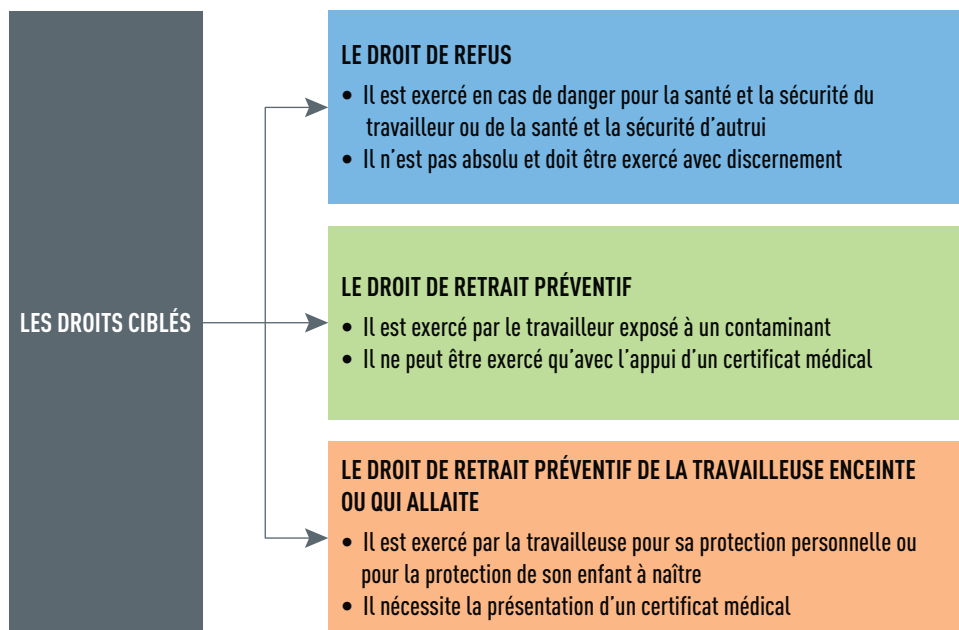 LES DROITS CIBLÉS
LE DROIT DE REFUS
• Il est exercé en cas de danger pour la santé et la sécurité du
travailleur ou de la santé et la sécurité d'autrui
• Il n'est pas absolu et doit être exercé avec discernement
LE DROIT DE RETRAIT PRÉVENTIF
• Il est exercé par le travailleur exposé à un contaminant
• Il ne peut être exercé qu'avec l'appui d'un certificat médical
LE DROIT DE RETRAIT PRÉVENTIF DE LA TRAVAILLEUSE ENCEINTE
OU QUI ALLAITE
• Il est exercé par la travailleuse pour sa protection personnelle ou
pour la protection de son enfant à naître
• Il nécessite la présentation d'un certificat médical